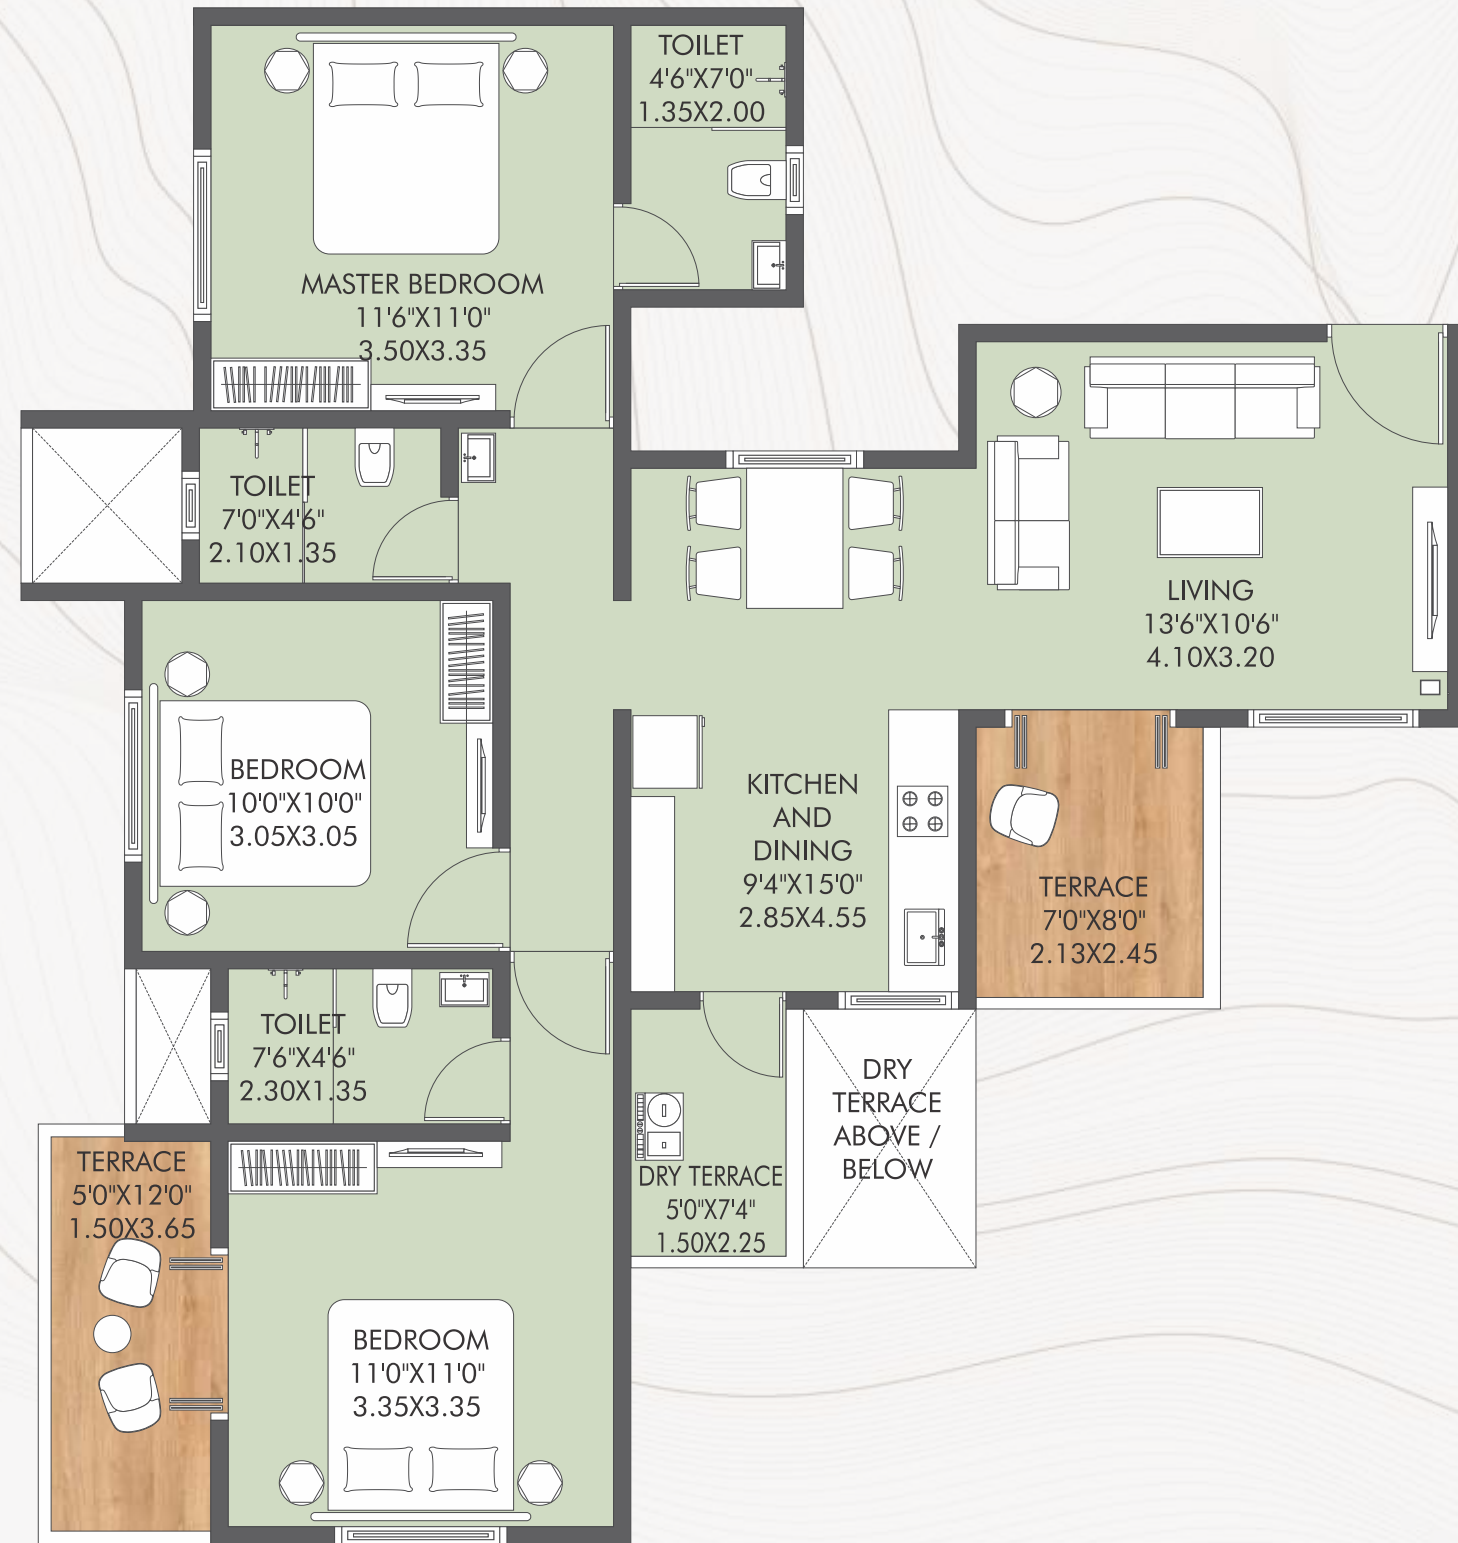 TOILET
4'6"X7'0"
1.35X2.00
MASTER BEDROOM
11'6"X11'0"
3.50X3.35
TOILET
7'0"X4'6"
2.10X1.35
LIVING
13'6"X10'6"
4.10X3.20
BEDROOM
10'0"X10'0"
3.05X3.05
KITCHEN
AND
DINING
9'4"X15'0"
2.85X4.55
TERRACE
7'0"X8'0"
2.13X2.45
TOILET
7'6"X4'6"
2.30X1.35
DRY
TERRACE
ABOVE /
BELOW
TERRACE
5'0"X12'0"
1.50X3.65
DRY TERRACE
5'0"X7'4"
1.50X2.25
BEDROOM
11'0"X11'0"
3.35X3.35